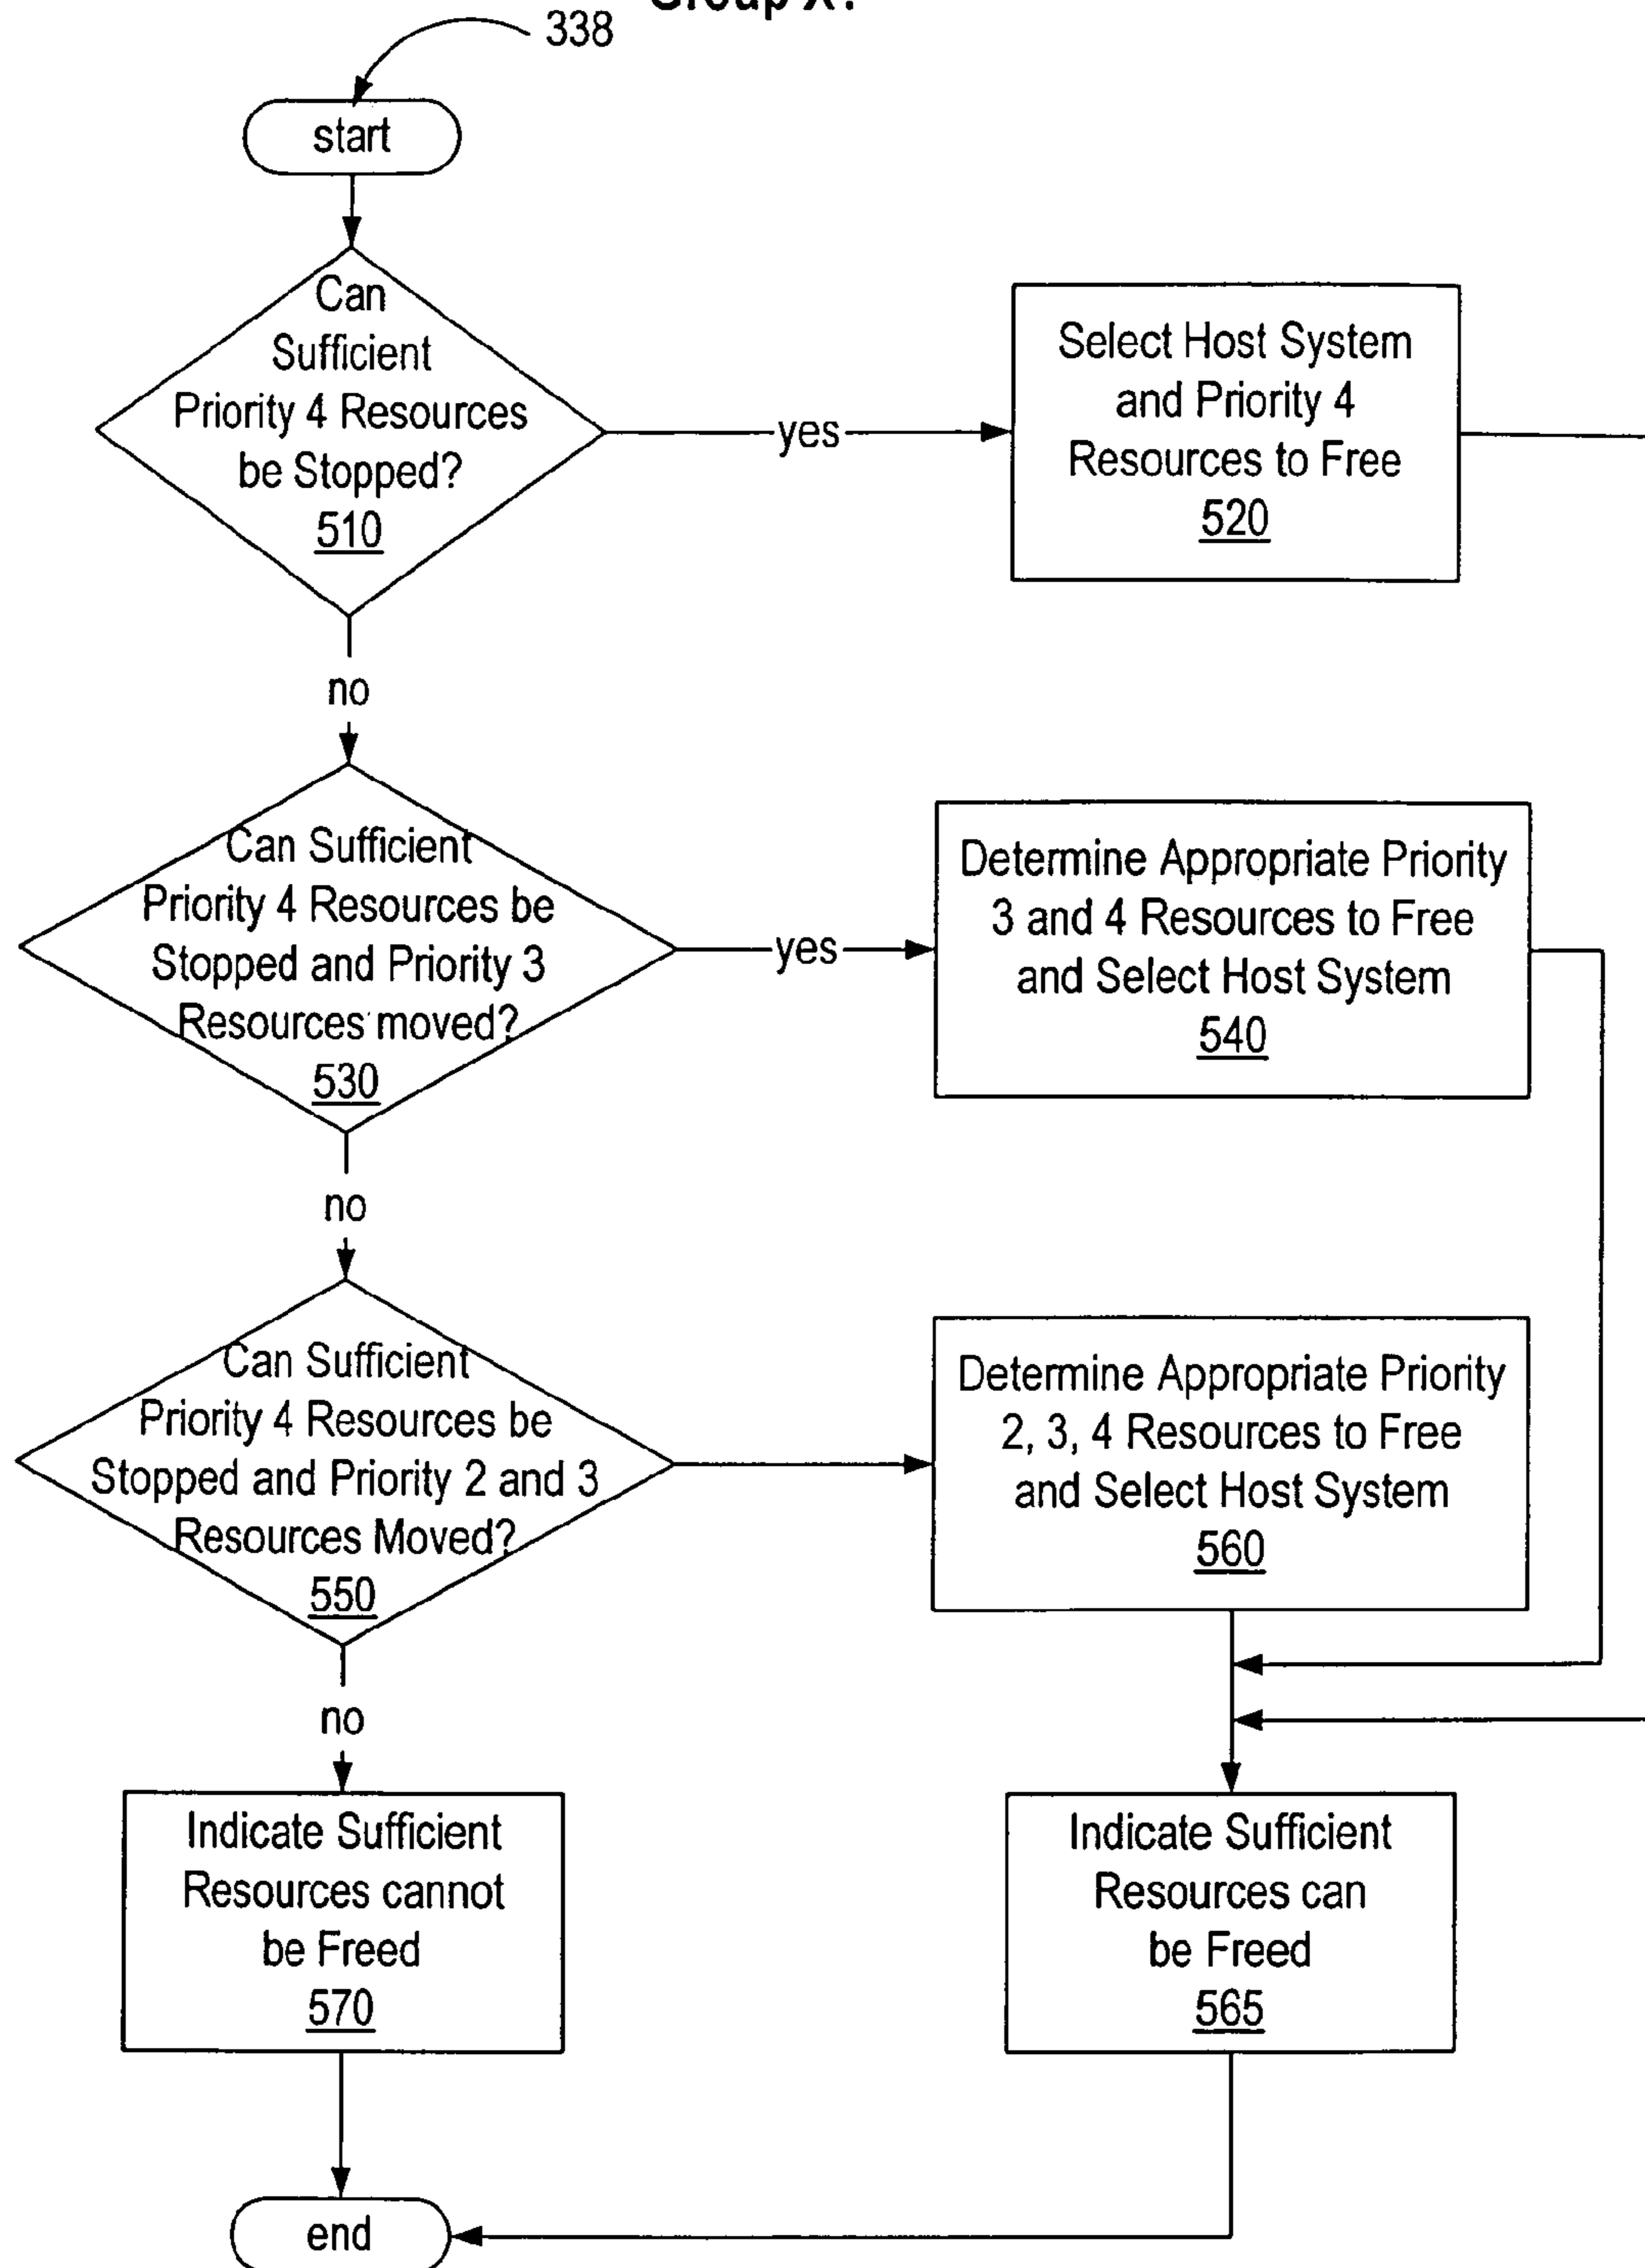 Group X?
338
start
Can
Sufficient
Priority 4 Resources
be Stopped?
510
yes
Select Host System
and Priority 4
Resources to Free
520
no
Can Sufficient
Priority 4 Resources be
Stopped and Priority 3
Resources moved?
530
yes
Determine Appropriate Priority
3 and 4 Resources to Free
and Select Host System
540
no
Can Sufficient
Priority 4 Resources be
Stopped and Priority 2 and 3
Resources Moved?
550
Determine Appropriate Priority
2, 3, 4 Resources to Free
and Select Host System
560
no
Indicate Sufficient
Resources cannot
be Freed
570
Indicate Sufficient
Resources can
be Freed
565
end